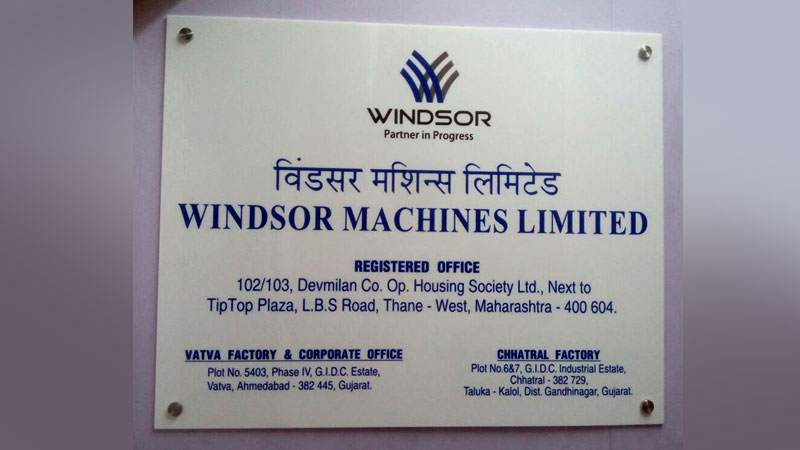 WINDSOR
Partner in Progress
विंडसर मशिन्स लिमिटेड
WINDSOR MACHINES LIMITED
REGISTERED OFFICE
102/103, Devmilan Co. Op. Housing Society Ltd., Next to
TipTop Plaza, L.B.S Road, Thane - West, Maharashtra - 400 604.
VATVA FACTORY & CORPORATE OFFICE
Plot No. 5403, Phase IV, G.I.D.C. Estate,
Vatva, Ahmedabad - 382 445, Gujarat.
CHHATRAL FACTORY
Plot No.6&7, G.I.D.C. Industrial Estate,
Chhatral - 382 729,
Taluka - Kalol, Dist. Gandhinagar, Gujarat.